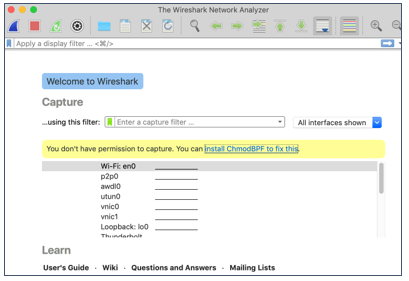 The Wireshark Network Analyzer
Apply a display filter ... <⌘/>
Welcome to Wireshark
Capture
...using this filter: Enter a capture filter ... All interfaces shown
You don't have permission to capture. You can install ChmodBPF to fix this.
Wi-Fi: en0
p2p0
awdl0
utun0
vnic0
vnic1
Loopback: lo0
Thunderbolt
Learn
User's Guide · Wiki · Questions and Answers · Mailing Lists